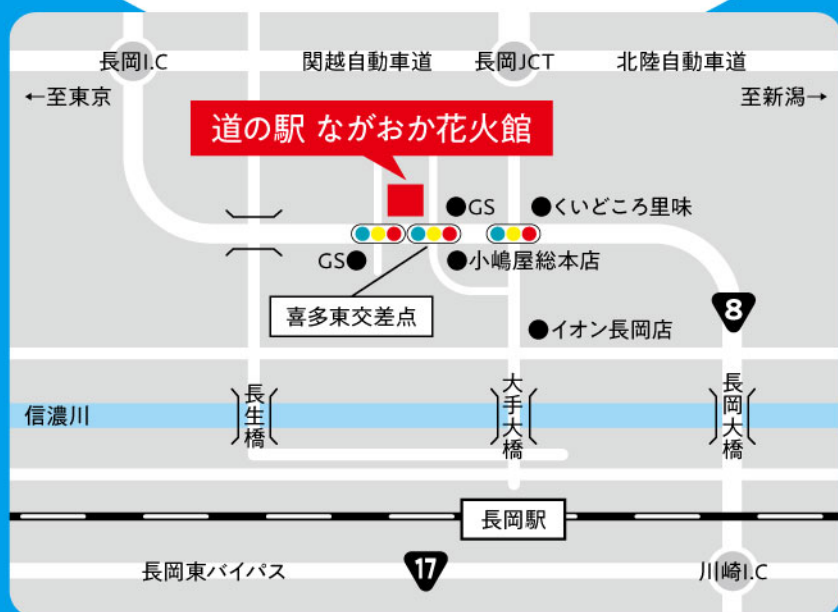 長岡I.C
関越自動車道
長岡JCT
北陸自動車道
←至東京
至新潟→
道の駅 ながおか花火館
GS
くいどころ里味
GS
小嶋屋総本店
喜多東交差点
8
イオン長岡店
信濃川
長生橋
大手大橋
長岡大橋
長岡駅
長岡東バイパス
17
川崎I.C